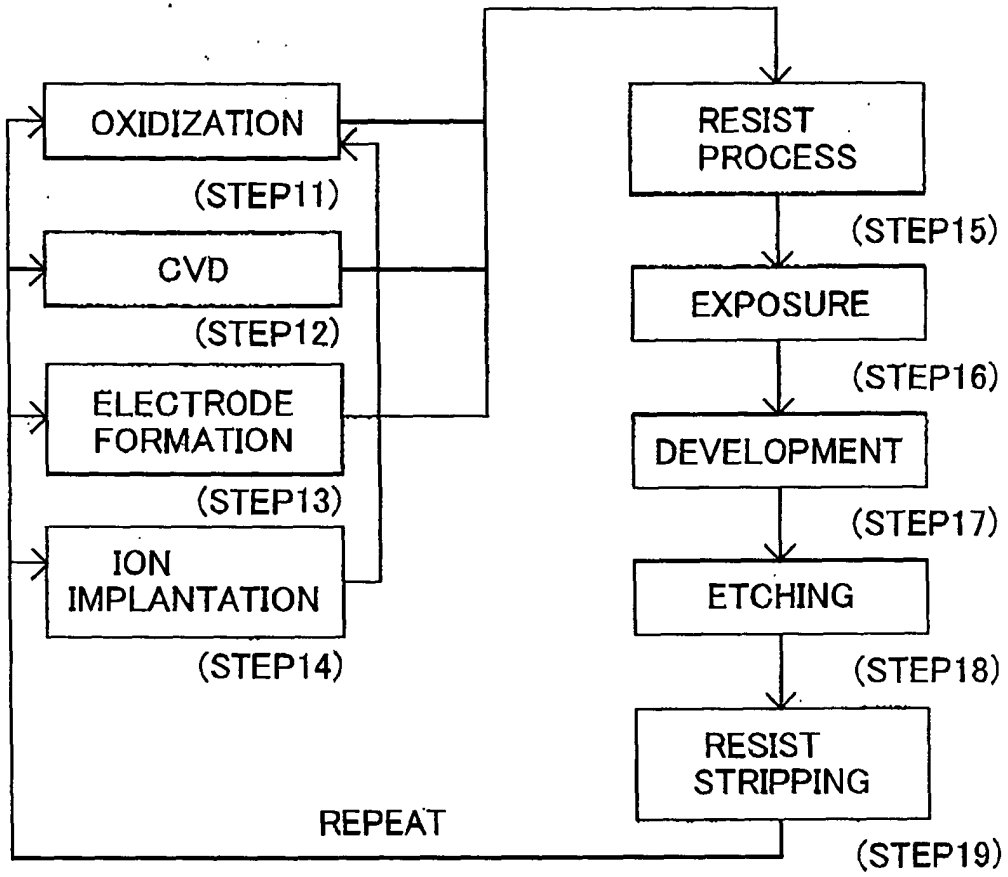 OXIDIZATION
(STEP11)
CVD
(STEP12)
ELECTRODE
FORMATION
(STEP13)
ION
IMPLANTATION
(STEP14)
RESIST
PROCESS
(STEP15)
EXPOSURE
(STEP16)
DEVELOPMENT
(STEP17)
ETCHING
(STEP18)
RESIST
STRIPPING
(STEP19)
REPEAT